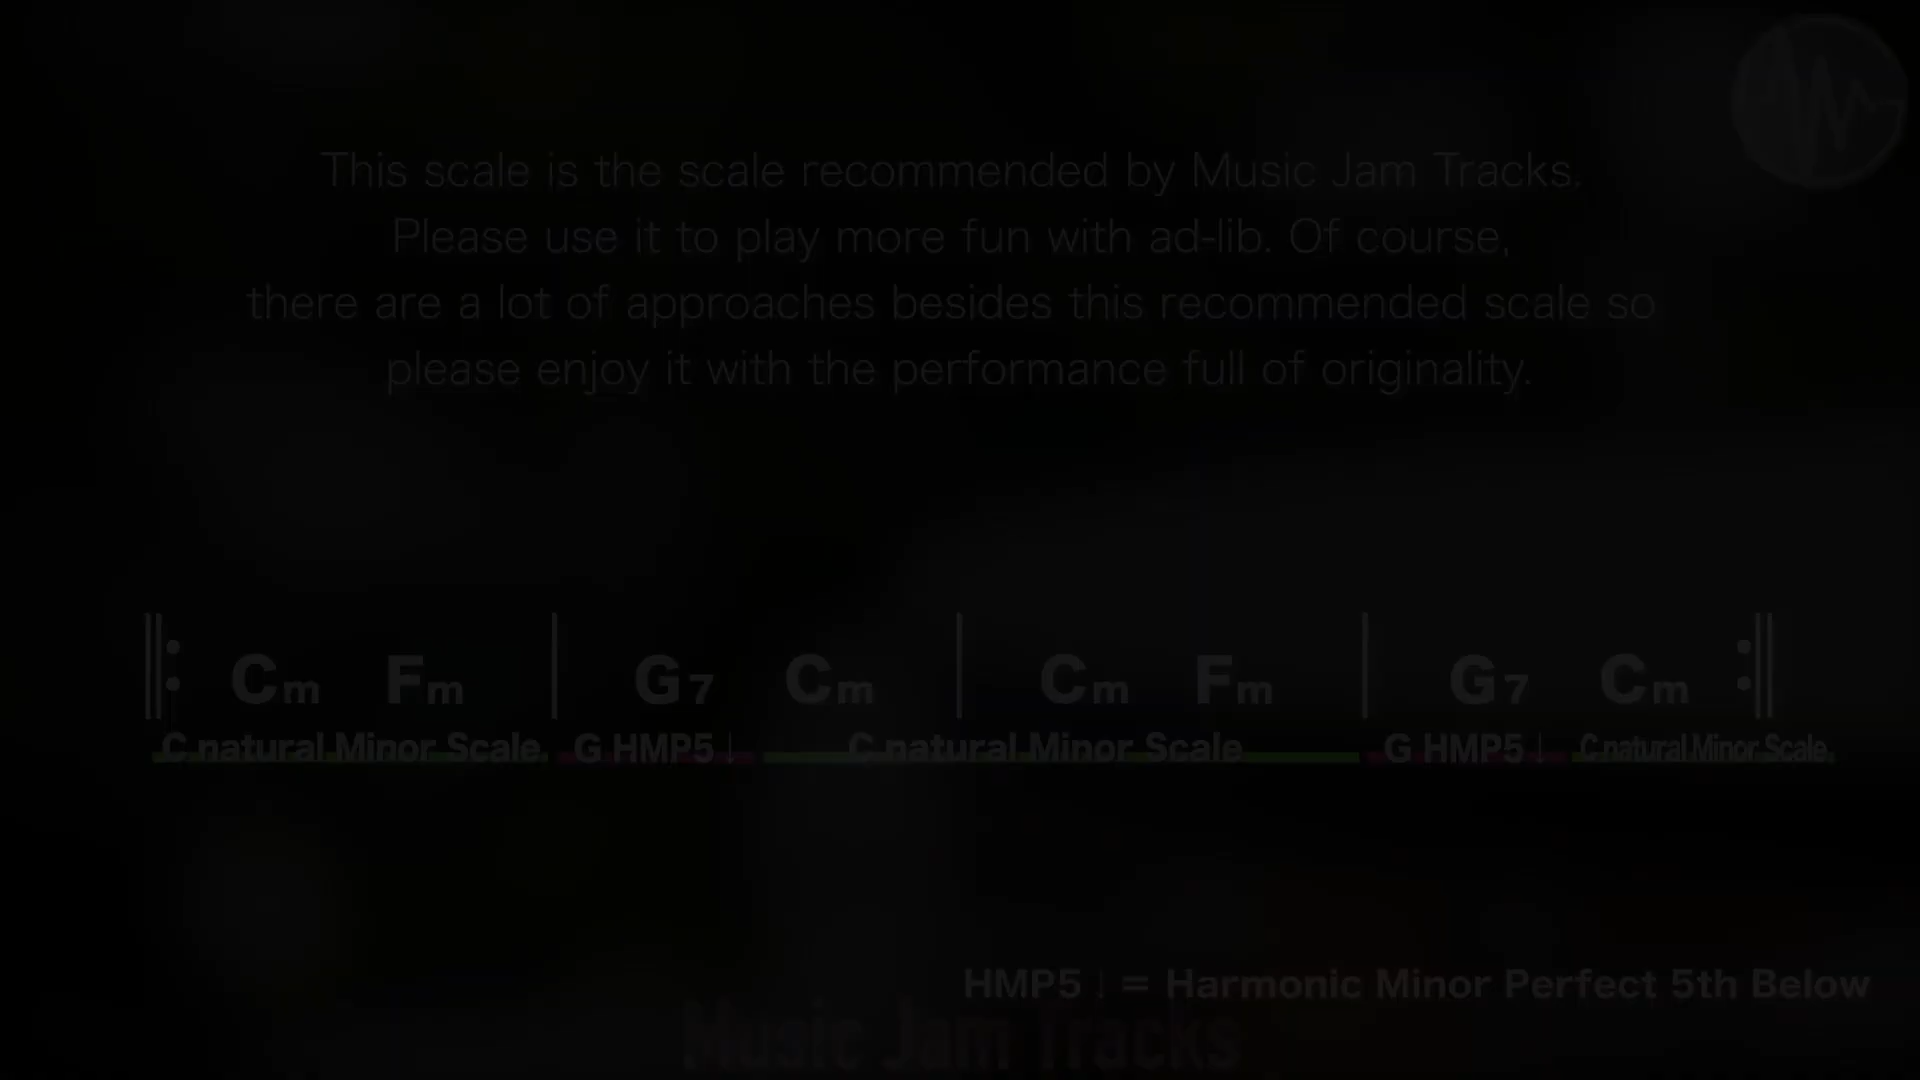 This scale is the scale recommended by Music Jam Tracks.
Please use it to play more fun with ad-lib. Of course,
there are a lot of approaches besides this recommended scale so
please enjoy it with the performance full of originality.
Cm Fm G7 Cm Cm Fm G7 Cm
C natural Minor Scale G HMP5↓ C natural Minor Scale G HMP5↓ C natural Minor Scale
HMP5↓ = Harmonic Minor Perfect 5th Below
Music Jam Tracks